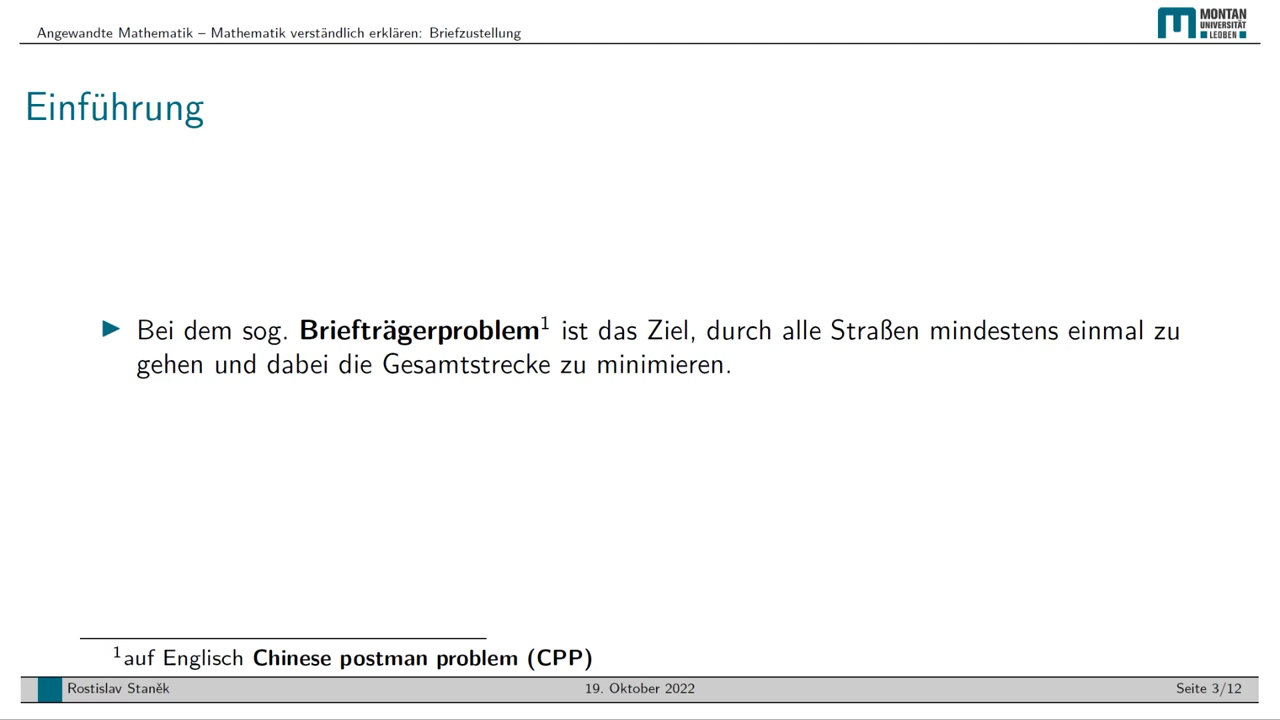 Angewandte Mathematik – Mathematik verständlich erklären: Briefzustellung
MONTAN
UNIVERSITÄT
LEOBEN
Einführung
Bei dem sog. Briefträgerproblem¹ ist das Ziel, durch alle Straßen mindestens einmal zu
gehen und dabei die Gesamtstrecke zu minimieren.
¹auf Englisch Chinese postman problem (CPP)
Rostislav Staněk 19. Oktober 2022 Seite 3/12